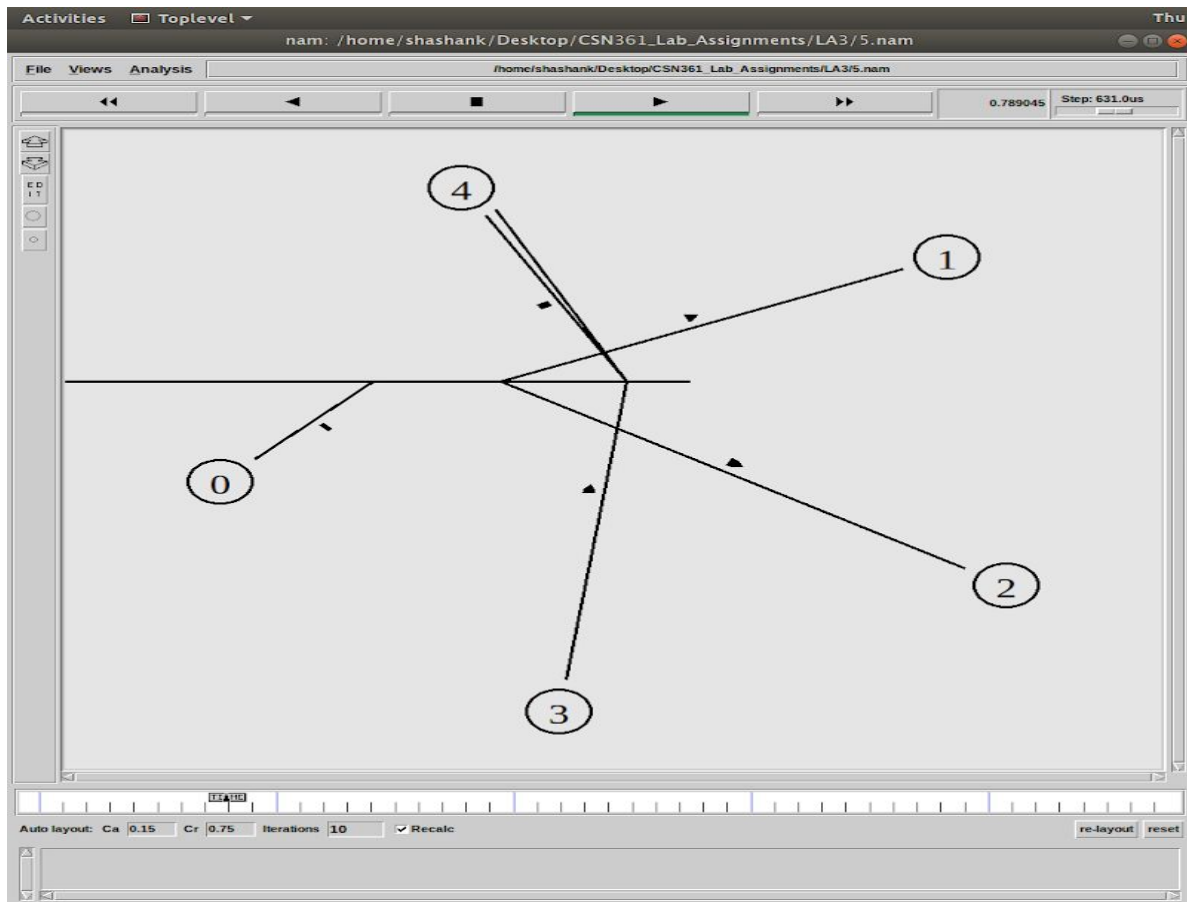 Activities Toplevel Thu
nam: /home/shashank/Desktop/CSN361_Lab_Assignments/LA3/5.nam
File Views Analysis /home/shashank/Desktop/CSN361_Lab_Assignments/LA3/5.nam
0.789045 Step: 631.0us
E D
I T
4
1
0
2
3
TIME
Auto layout: Ca 0.15 Cr 0.75 Iterations 10 Recalc re-layout reset